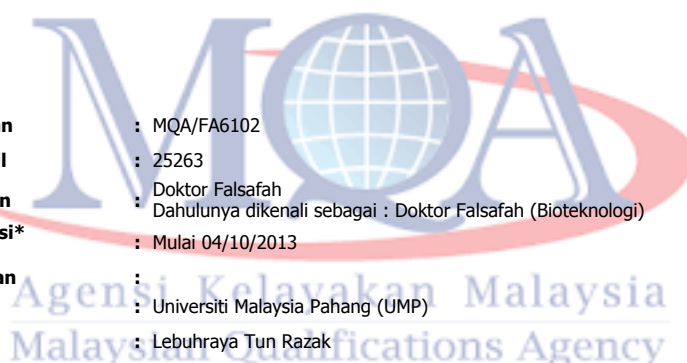 MQA
an : MQA/FA6102
l : 25263
n : Doktor Falsafah
Dahulunya dikenali sebagai : Doktor Falsafah (Bioteknologi)
si* : Mulai 04/10/2013
an :
: Universiti Malaysia Pahang (UMP)
: Lebuhraya Tun Razak
Agensi Kelayakan Malaysia
Malaysian Qualifications Agency